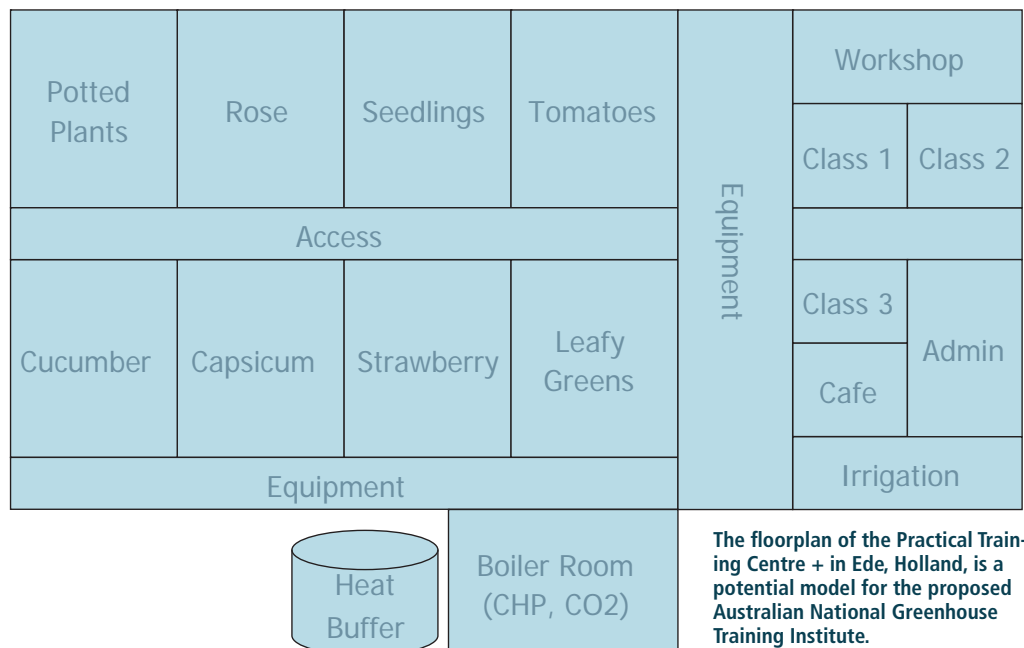 Potted
Plants
Rose
Seedlings
Tomatoes
Equipment
Workshop
Class 1
Class 2
Access
Cucumber
Capsicum
Strawberry
Leafy
Greens
Class 3
Admin
Cafe
Equipment
Irrigation
Heat
Buffer
Boiler Room
(CHP, CO2)
The floorplan of the Practical Train-
ing Centre + in Ede, Holland, is a
potential model for the proposed
Australian National Greenhouse
Training Institute.